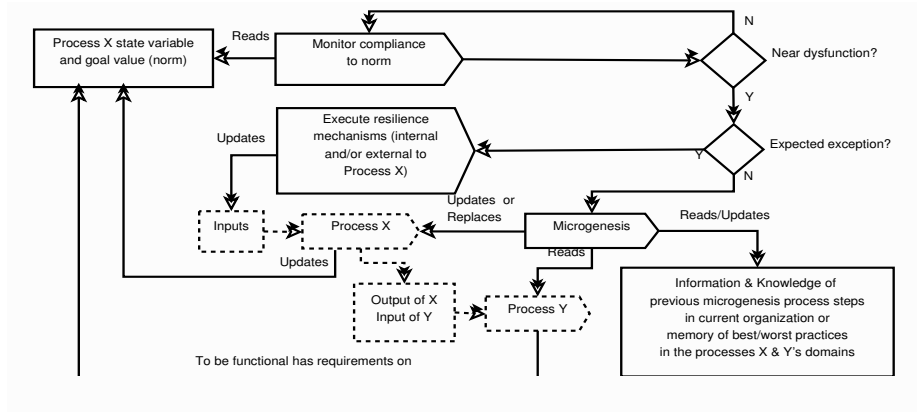 N
Reads
Process X state variable
and goal value (norm)
Monitor compliance
to norm
Near dysfunction?
Y
Execute resilience
mechanisms (internal
and/or external to
Process X)
Updates
Expected exception?
Y
N
Updates or
Replaces
Reads/Updates
Inputs
Process X
Microgenesis
Reads
Updates
Information & Knowledge of
previous microgenesis process steps
in current organization or
memory of best/worst practices
in the processes X & Y's domains
Output of X
Input of Y
Process Y
To be functional has requirements on